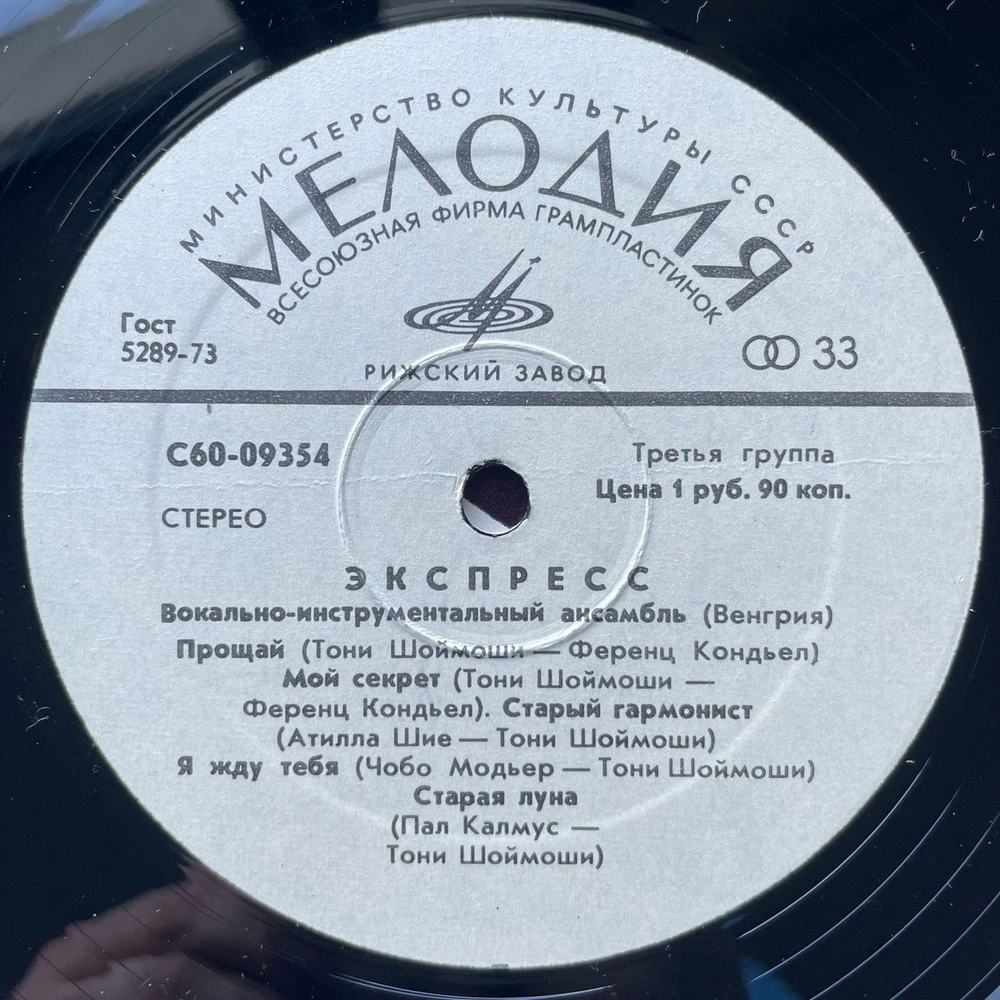 МИНИСТЕРСТВО КУЛЬТУРЫ СССР
МЕЛОДИЯ
ВСЕСОЮЗНАЯ ФИРМА ГРАМПЛАСТИНОК
Гост
5289-73
33
РИЖСКИЙ ЗАВОД
С60-09354
Третья группа
Цена 1 руб. 90 коп.
СТЕРЕО
ЭКСПРЕСС
Вокально-инструментальный ансамбль (Венгрия)
Прощай (Тони Шоймоши — Ференц Кондьел)
Мой секрет (Тони Шоймоши —
Ференц Кондьел). Старый гармонист
(Атилла Шие — Тони Шоймоши)
Я жду тебя (Чобо Модьер — Тони Шоймоши)
Старая луна
(Пал Калмус —
Тони Шоймоши)